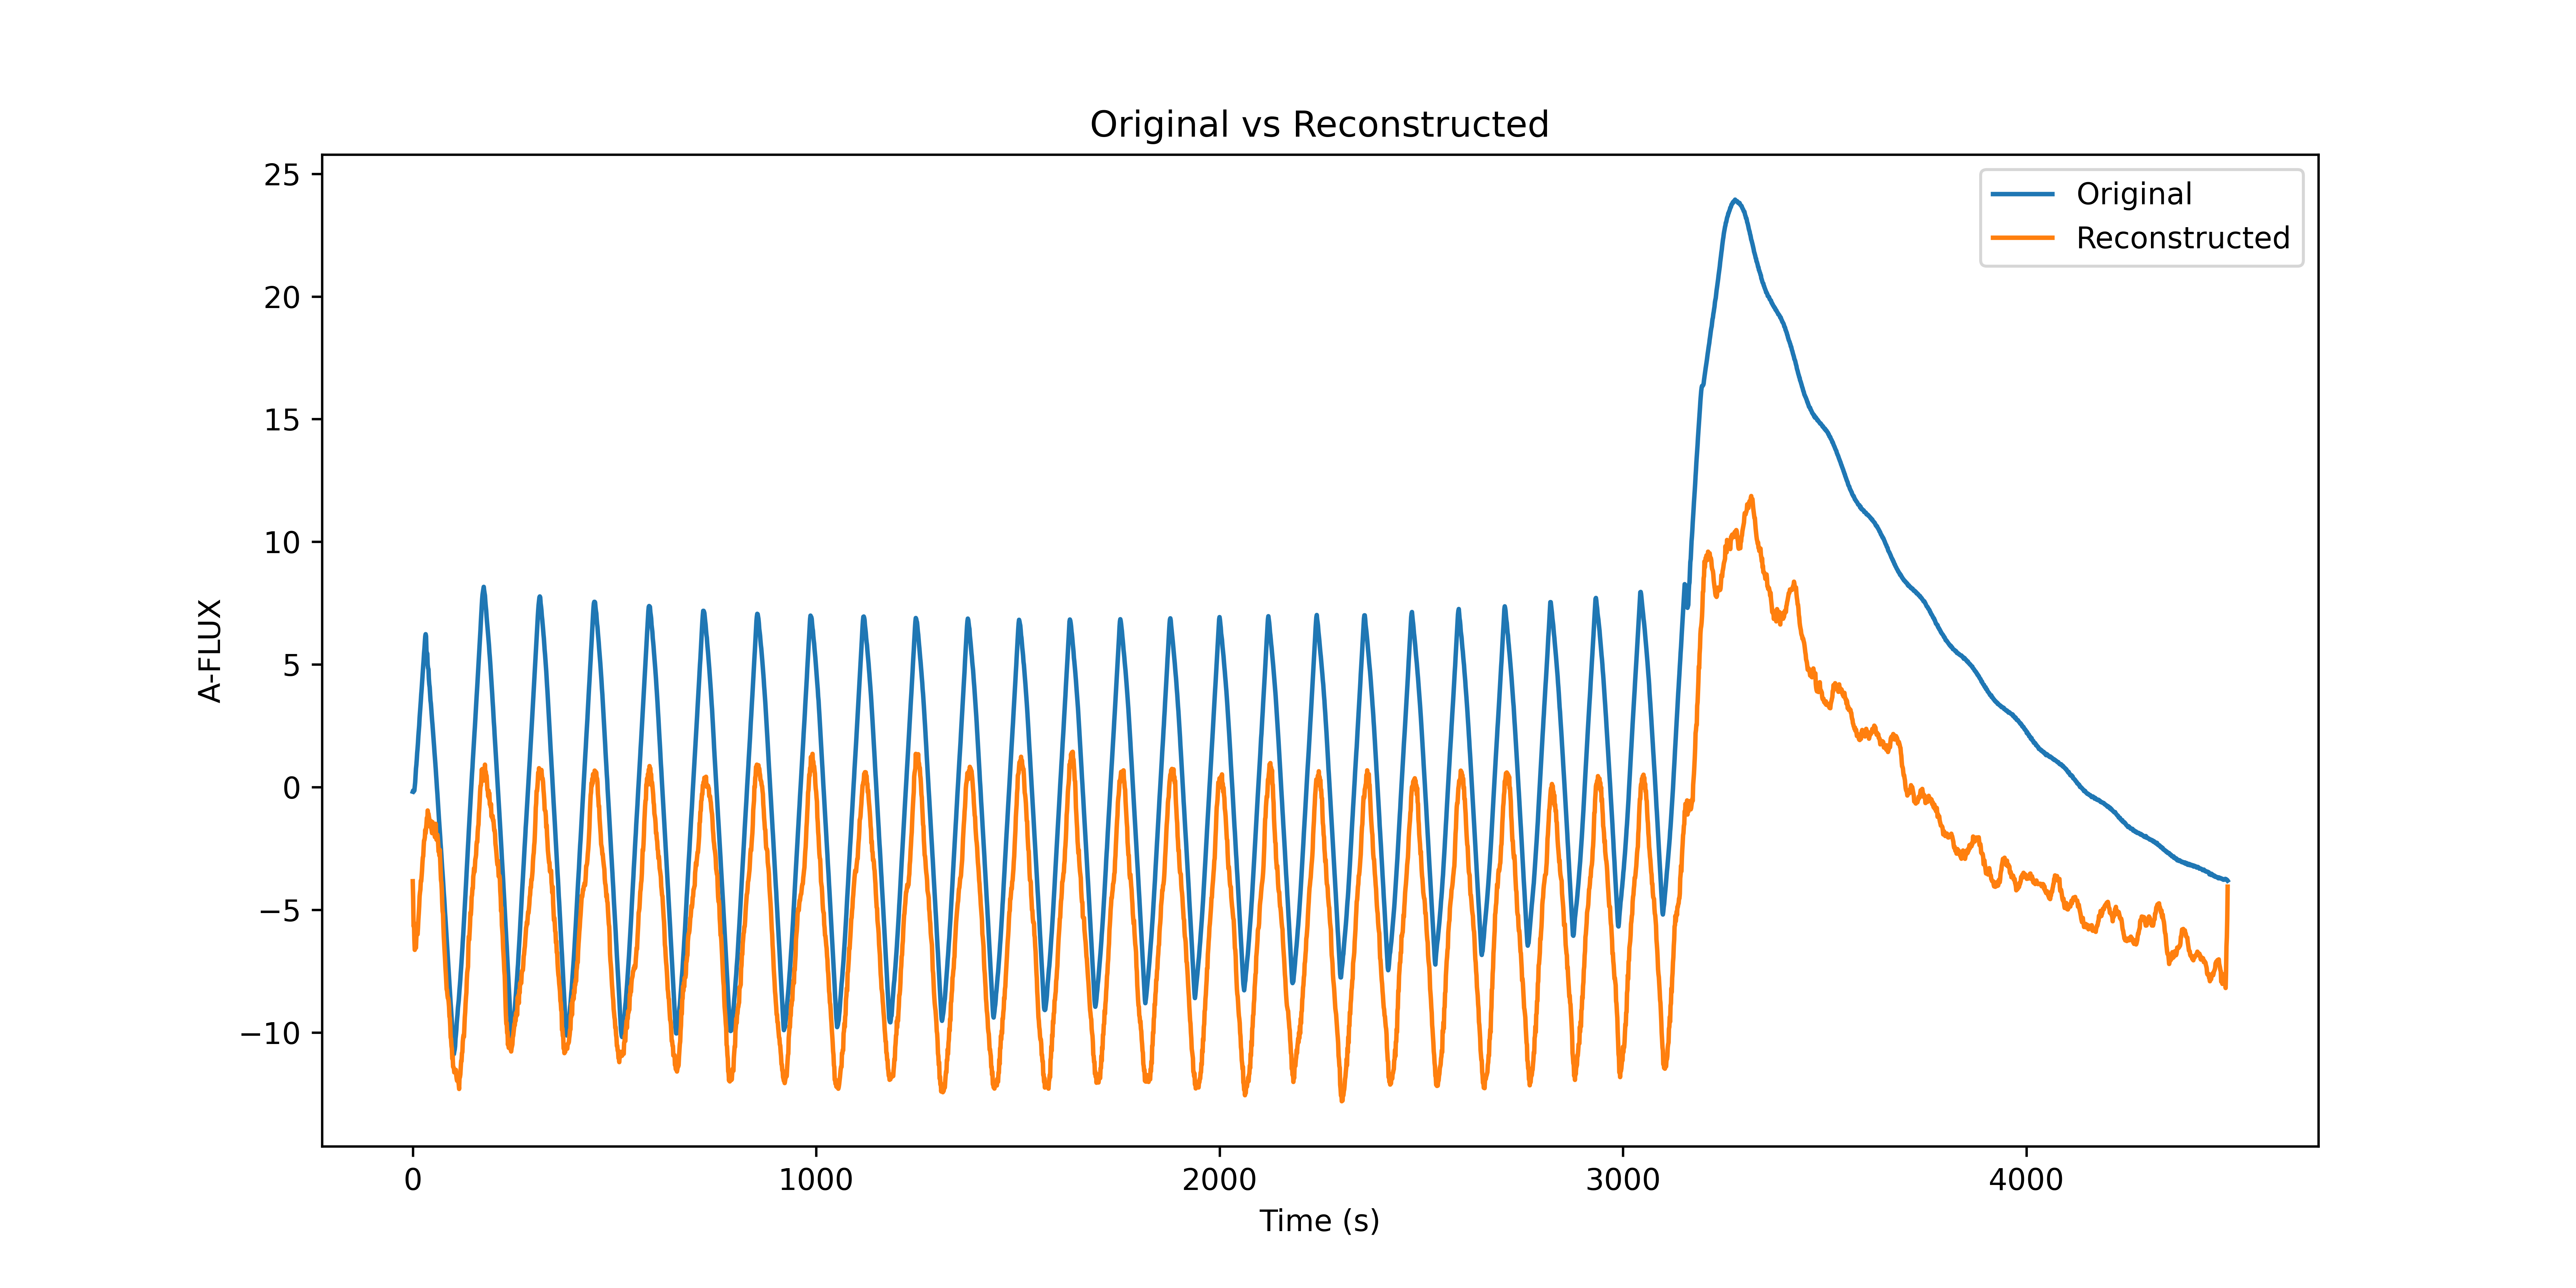 Original vs Reconstructed
Original
Reconstructed
A-FLUX
25
20
15
10
5
0
−5
−10
0
1000
2000
3000
4000
Time (s)